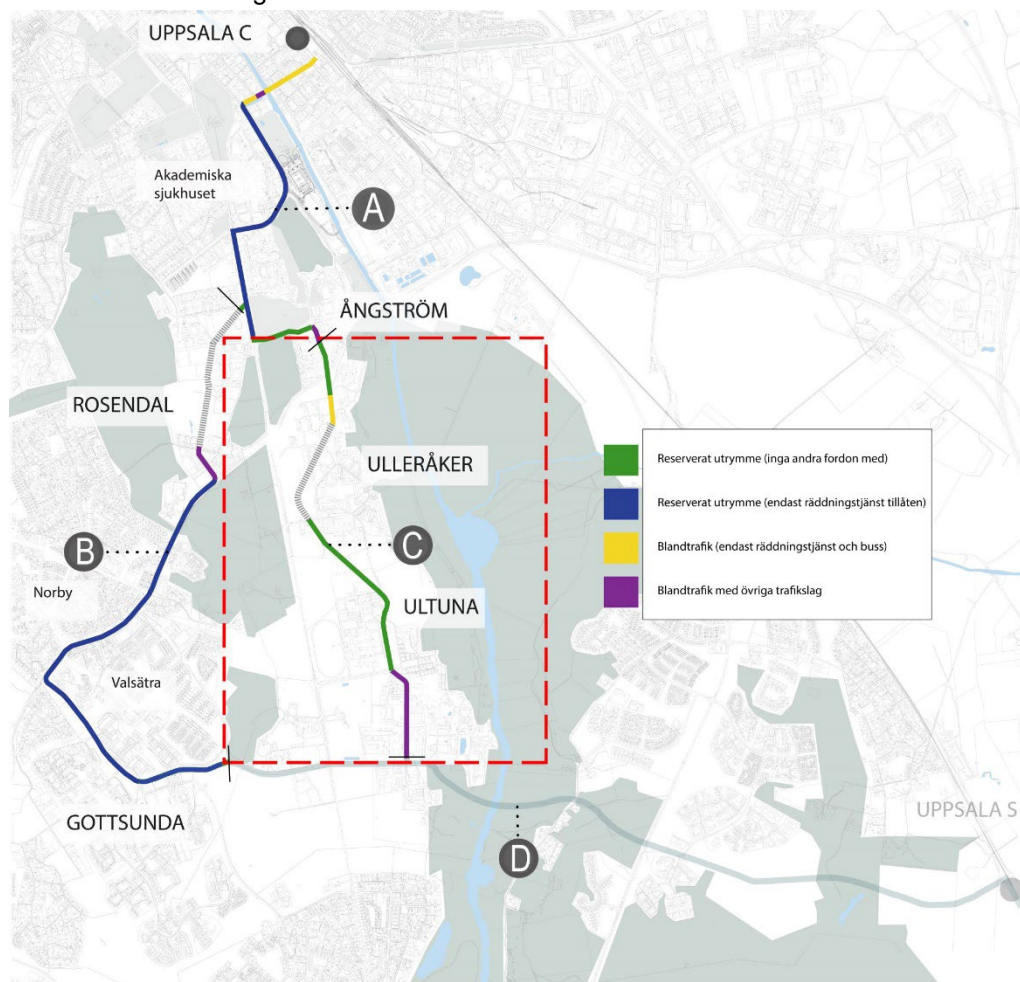 UPPSALA C
Akademiska
sjukhuset
A
ÅNGSTRÖM
ROSENDAL
ULLERÅKER
Reserverat utrymme (inga andra fordon med)
Reserverat utrymme (endast räddningstjänst tillåten)
Blandtrafik (endast räddningstjänst och buss)
Blandtrafik med övriga trafikslag
B
C
Norby
ULTUNA
Valsätra
GOTTSUNDA
UPPSALA S
D